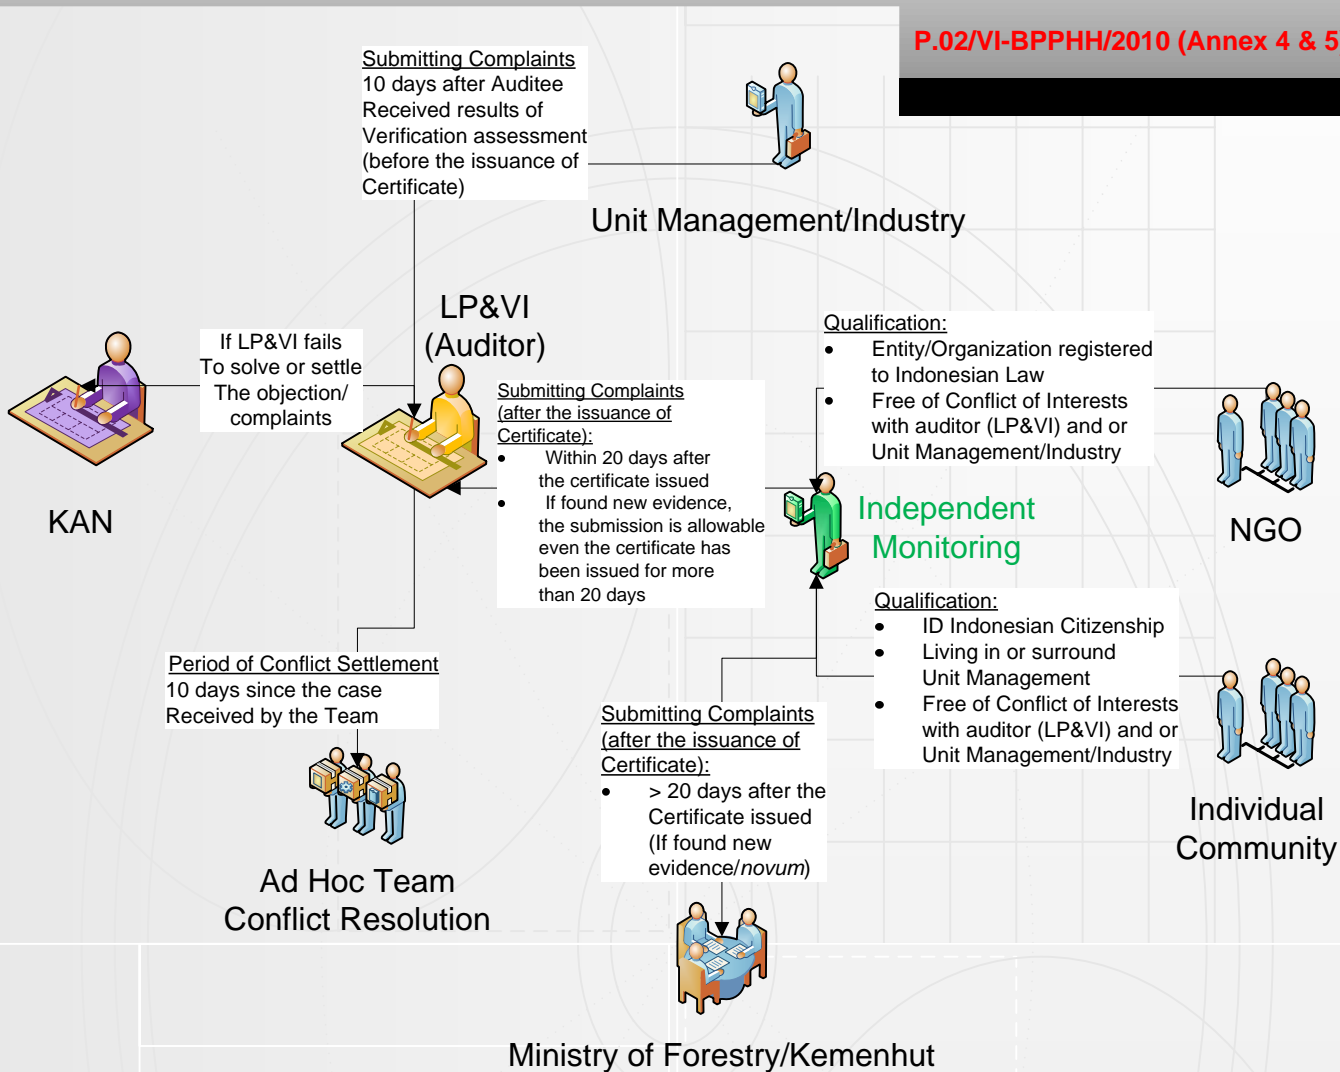 P.02/VI-BPPHH/2010 (Annex 4 & 5
Submitting Complaints
10 days after Auditee
Received results of
Verification assessment
(before the issuance of
Certificate)
Unit Management/Industry
LP&VI
(Auditor)
If LP&VI fails
To solve or settle
The objection/
complaints
KAN
Submitting Complaints
(after the issuance of
Certificate):
• Within 20 days after
the certificate issued
• If found new evidence,
the submission is allowable
even the certificate has
been issued for more
than 20 days
Qualification:
• Entity/Organization registered
to Indonesian Law
• Free of Conflict of Interests
with auditor (LP&VI) and or
Unit Management/Industry
Independent
Monitoring
NGO
Qualification:
• ID Indonesian Citizenship
• Living in or surround
Unit Management
• Free of Conflict of Interests
with auditor (LP&VI) and or
Unit Management/Industry
Individual
Community
Period of Conflict Settlement
10 days since the case
Received by the Team
Ad Hoc Team
Conflict Resolution
Submitting Complaints
(after the issuance of
Certificate):
• > 20 days after the
Certificate issued
(If found new
evidence/novum)
Ministry of Forestry/Kemenhut